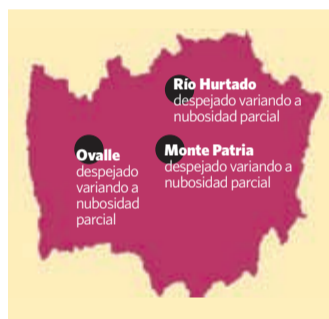 Río Hurtado
despejado variando a
nubosidad parcial
Monte Patria
despejado variando a
nubosidad parcial
Ovalle
despejado
variando a
nubosidad
parcial